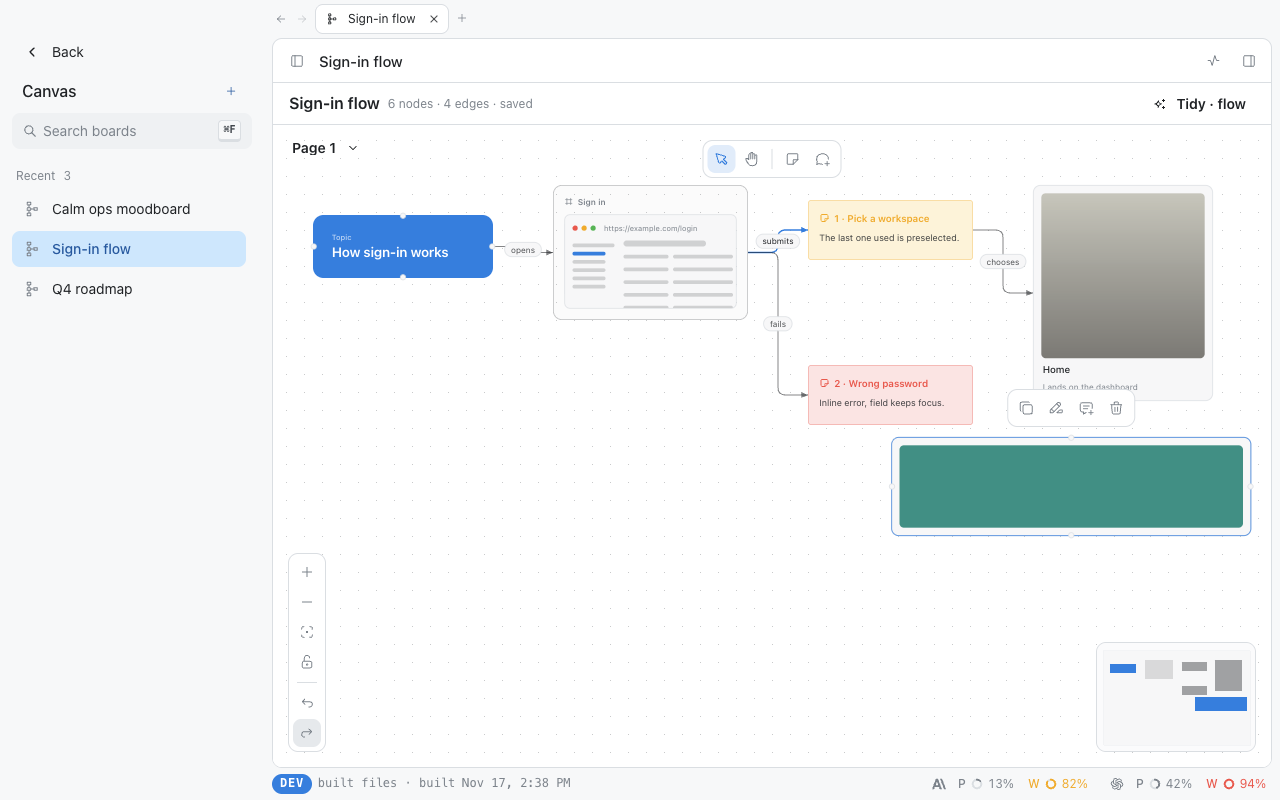 Sign-in flow
Back
Canvas
Search boards
⌘F
Recent 3
Calm ops moodboard
Sign-in flow
Q4 roadmap
Sign-in flow
Sign-in flow
6 nodes · 4 edges · saved
Tidy · flow
Page 1
Topic
How sign-in works
opens
Sign in
https://example.com/login
submits
fails
1 · Pick a workspace
The last one used is preselected.
chooses
2 · Wrong password
Inline error, field keeps focus.
Home
Lands on the dashboard
DEV
built files · built Nov 17, 2:38 PM
P 13% W 82%
P 42% W 94%